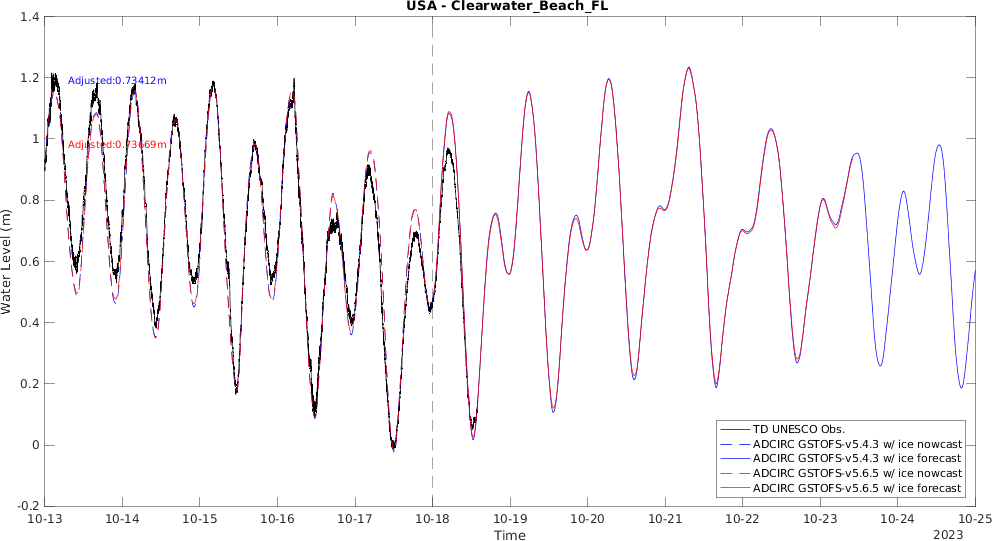 USA - Clearwater_Beach_FL
1.4
1.2
1
0.8
0.6
0.4
0.2
0
-0.2
Water Level (m)
Adjusted:0.73412m
Adjusted:0.73669m
TD UNESCO Obs.
ADCIRC GSTOFS-v5.4.3 w/ ice nowcast
ADCIRC GSTOFS-v5.4.3 w/ ice forecast
ADCIRC GSTOFS-v5.6.5 w/ ice nowcast
ADCIRC GSTOFS-v5.6.5 w/ ice forecast
10-13 10-14 10-15 10-16 10-17 10-18 10-19 10-20 10-21 10-22 10-23 10-24 10-25
Time
2023